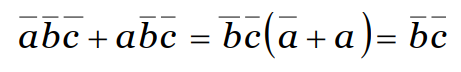 a̅b̅c̅ + ab̅c̅ = b̅c̅(a̅ + a) = b̅c̅